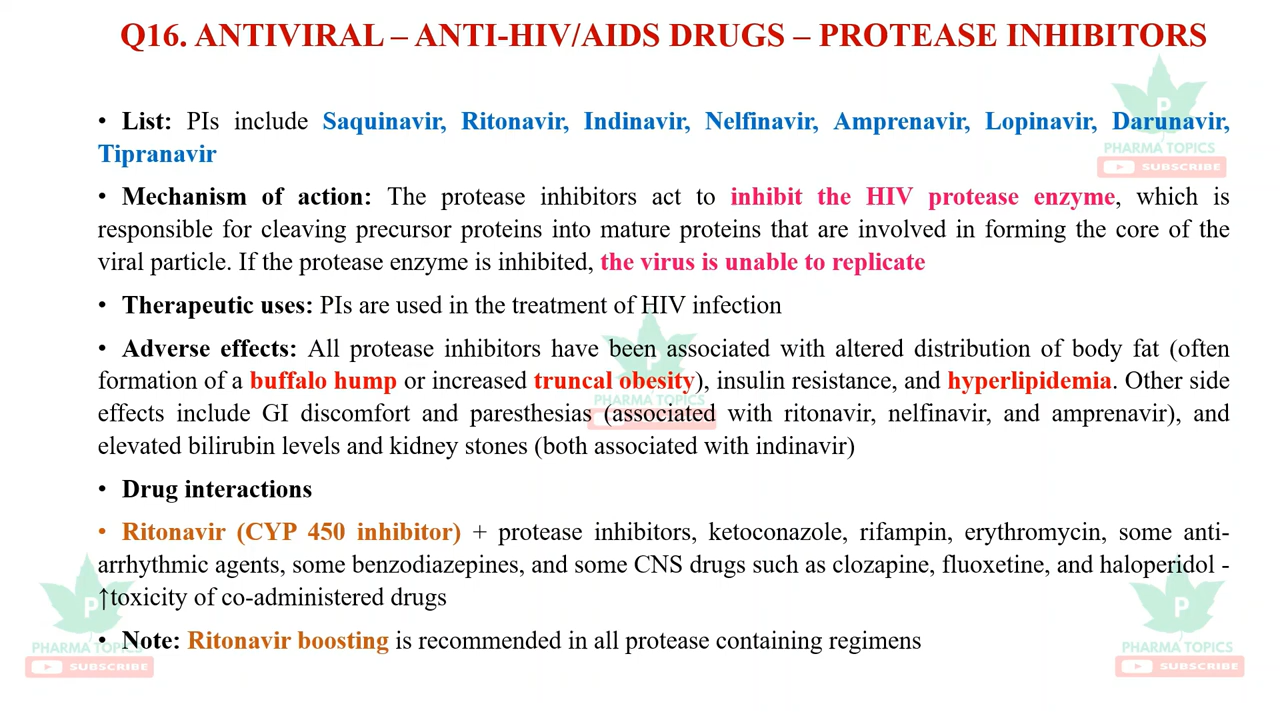 Q16. ANTIVIRAL – ANTI-HIV/AIDS DRUGS – PROTEASE INHIBITORS
• List: PIs include Saquinavir, Ritonavir, Indinavir, Nelfinavir, Amprenavir, Lopinavir, Darunavir,
Tipranavir
P
PHARMA TOPICS
SUBSCRIBE
• Mechanism of action: The protease inhibitors act to inhibit the HIV protease enzyme, which is
responsible for cleaving precursor proteins into mature proteins that are involved in forming the core of the
viral particle. If the protease enzyme is inhibited, the virus is unable to replicate
• Therapeutic uses: PIs are used in the treatment of HIV infection
• Adverse effects: All protease inhibitors have been associated with altered distribution of body fat (often
formation of a buffalo hump or increased truncal obesity), insulin resistance, and hyperlipidemia. Other side
effects include GI discomfort and paresthesias (associated with ritonavir, nelfinavir, and amprenavir), and
elevated bilirubin levels and kidney stones (both associated with indinavir)
P
PHARMA TOPICS
SUBSCRIBE
• Drug interactions
• Ritonavir (CYP 450 inhibitor) + protease inhibitors, ketoconazole, rifampin, erythromycin, some anti-
arrhythmic agents, some benzodiazepines, and some CNS drugs such as clozapine, fluoxetine, and haloperidol -
↑toxicity of co-administered drugs
• Note: Ritonavir boosting is recommended in all protease containing regimens
P
PHARMA TOPICS
SUBSCRIBE
P
PHARMA TOPICS
SUBSCRIBE